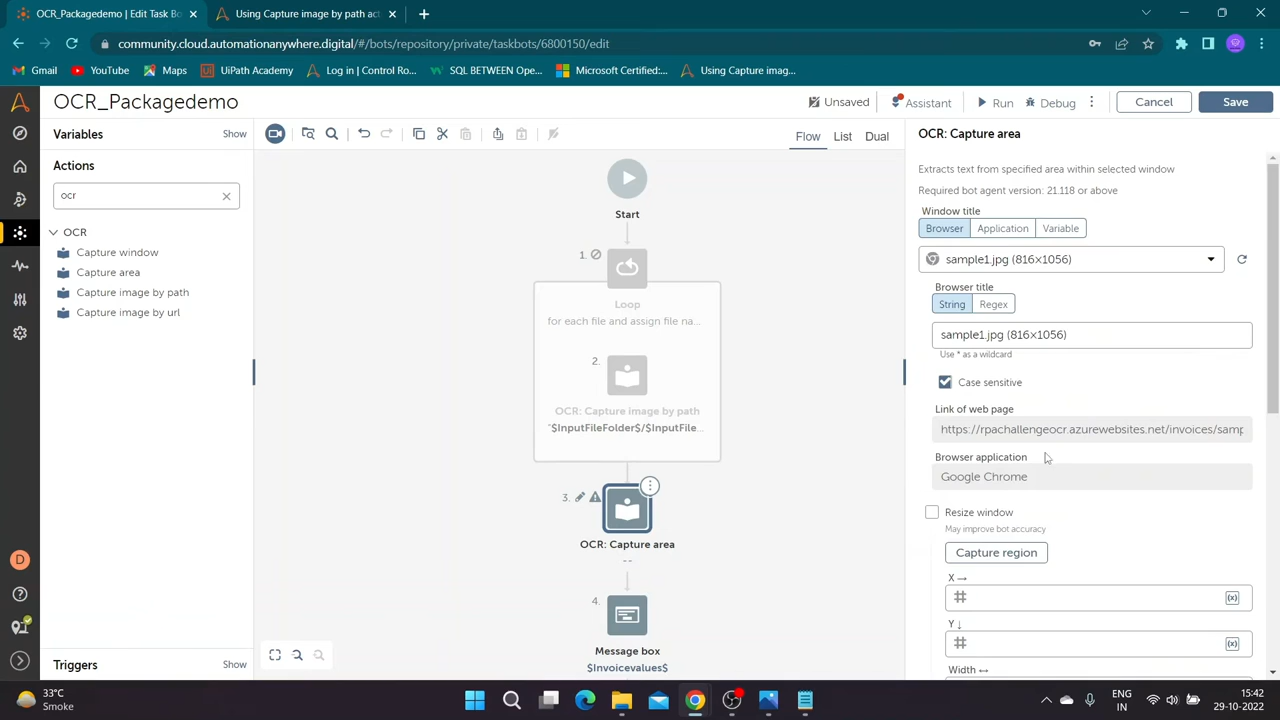 OCR_Packagedemo | Edit Task Bo
Using Capture image by path act
community.cloud.automationanywhere.digital/#/bots/repository/private/taskbots/6800150/edit
Gmail
YouTube
Maps
UiPath Academy
Log in | Control Ro...
SQL BETWEEN Ope...
Microsoft Certified:...
Using Capture imag...
OCR_Packagedemo
Unsaved
Assistant
Run
Debug
Cancel
Save
Variables
Show
Flow
List
Dual
Actions
ocr
OCR
Capture window
Capture area
Capture image by path
Capture image by url
Triggers
Show
Start
1.
Loop
for each file and assign file na...
2.
OCR: Capture image by path
"$InputFileFolder$/$InputFile...
3.
OCR: Capture area
--
4.
Message box
$Invoicevalues$
OCR: Capture area
Extracts text from specified area within selected window
Required bot agent version: 21.118 or above
Window title
Browser
Application
Variable
sample1.jpg (816×1056)
Browser title
String
Regex
sample1.jpg (816×1056)
Use * as a wildcard
Case sensitive
Link of web page
https://rpachallengeocr.azurewebsites.net/invoices/samp
Browser application
Google Chrome
Resize window
May improve bot accuracy
Capture region
X →
(x)
Y ↓
(x)
Width ↔
D
33°C
Smoke
ENG
IN
15:42
29-10-2022